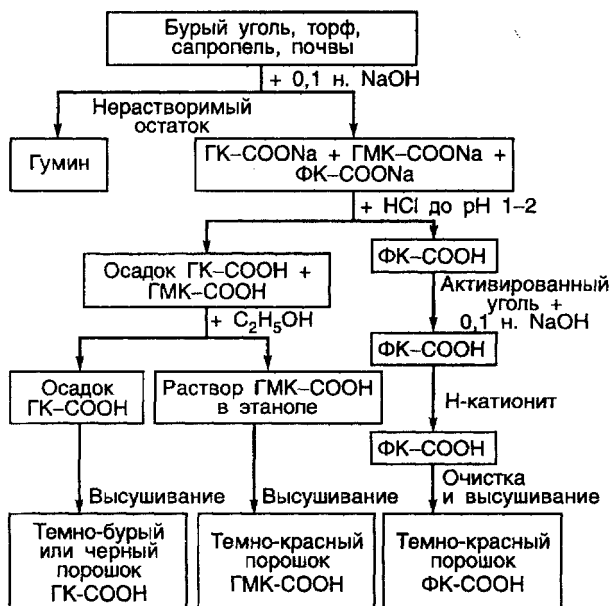 Бурый уголь, торф,
сапропель, почвы
+ 0,1 н. NaOH
Нерастворимый
остаток
Гумин
ГК–COONa + ГМК–COONa +
ФК–COONa
+ HCl до pH 1–2
Осадок ГК–COOH +
ГМК–COOH
ФК–COOH
Активированный
уголь +
0,1 н. NaOH
+ C₂H₅OH
ФК–COOH
Осадок
ГК–COOH
Раствор ГМК–COOH
в этаноле
Н-катионит
ФК–COOH
Высушивание
Высушивание
Очистка
и высушивание
Темно-бурый
или черный
порошок
ГК-COOH
Темно-красный
порошок
ГМК-COOH
Темно-красный
порошок
ФК-COOH